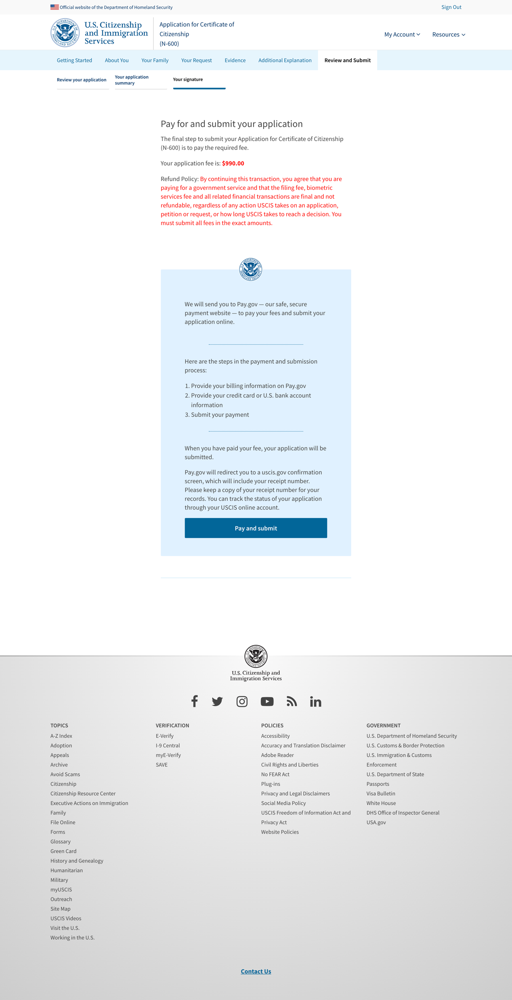 Official website of the Department of Homeland Security
Sign Out
U.S. Citizenship
and Immigration
Services
Application for Certificate of
Citizenship
(N-600)
My Account
Resources
Getting Started
About You
Your Family
Your Request
Evidence
Additional Explanation
Review and Submit
Review your application
Your application
summary
Your signature
Pay for and submit your application
The final step to submit your Application for Certificate of Citizenship
(N-600) is to pay the required fee.
Your application fee is: $990.00
Refund Policy: By continuing this transaction, you agree that you are
paying for a government service and that the filing fee, biometric
services fee and all related financial transactions are final and not
refundable, regardless of any action USCIS takes on an application,
petition or request, or how long USCIS takes to reach a decision. You
must submit all fees in the exact amounts.
U.S. DEPARTMENT OF
HOMELAND SECURITY
We will send you to Pay.gov — our safe, secure
payment website — to pay your fees and submit your
application online.
Here are the steps in the payment and submission
process:
1. Provide your billing information on Pay.gov
2. Provide your credit card or U.S. bank account
information
3. Submit your payment
When you have paid your fee, your application will be
submitted.
Pay.gov will redirect you to a uscis.gov confirmation
screen, which will include your receipt number.
Please keep a copy of your receipt number for your
records. You can track the status of your application
through your USCIS online account.
Pay and submit
U.S. DEPARTMENT OF
HOMELAND SECURITY
U.S. Citizenship and
Immigration Services
TOPICS
A-Z Index
Adoption
Appeals
Archive
Avoid Scams
Citizenship
Citizenship Resource Center
Executive Actions on Immigration
Family
File Online
Forms
Glossary
Green Card
History and Genealogy
Humanitarian
Military
myUSCIS
Outreach
Site Map
USCIS Videos
Visit the U.S.
Working in the U.S.
VERIFICATION
E-Verify
I-9 Central
myE-Verify
SAVE
POLICIES
Accessibility
Accuracy and Translation Disclaimer
Adobe Reader
Civil Rights and Liberties
No FEAR Act
Plug-ins
Privacy and Legal Disclaimers
Social Media Policy
USCIS Freedom of Information Act and
Privacy Act
Website Policies
GOVERNMENT
U.S. Department of Homeland Security
U.S. Customs & Border Protection
U.S. Immigration & Customs
Enforcement
U.S. Department of State
Passports
Visa Bulletin
White House
DHS Office of Inspector General
USA.gov
Contact Us